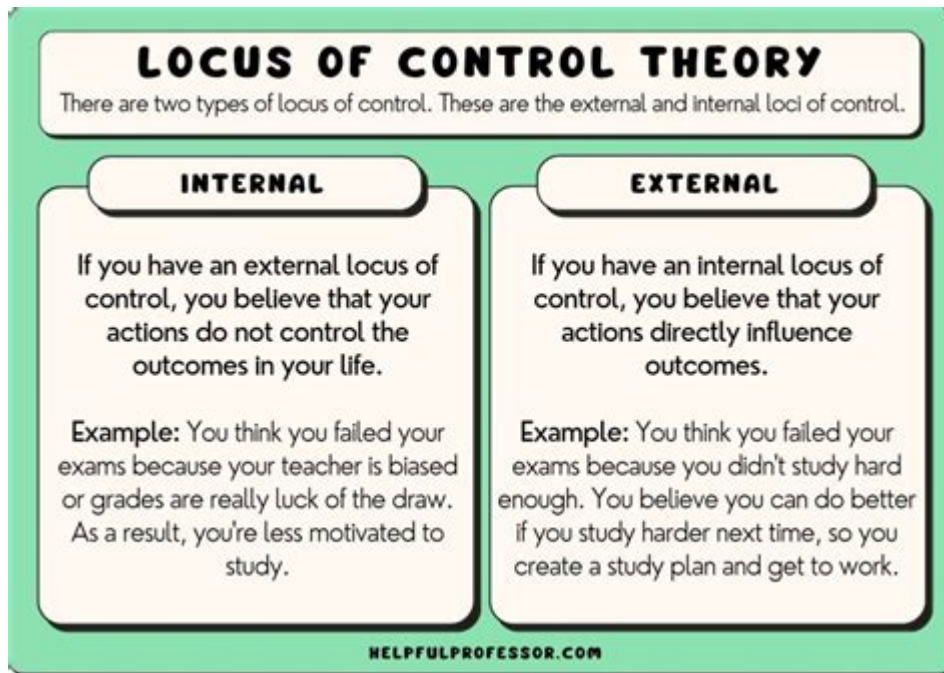 LOCUS OF CONTROL THEORY
There are two types of locus of control. These are the external and internal loci of control.
INTERNAL
If you have an external locus of
control, you believe that your
actions do not control the
outcomes in your life.
Example: You think you failed your
exams because your teacher is biased
or grades are really luck of the draw.
As a result, you're less motivated to
study.
EXTERNAL
If you have an internal locus of
control, you believe that your
actions directly influence
outcomes.
Example: You think you failed your
exams because you didn't study hard
enough. You believe you can do better
if you study harder next time, so you
create a study plan and get to work.
HELPFULPROFESSOR.COM